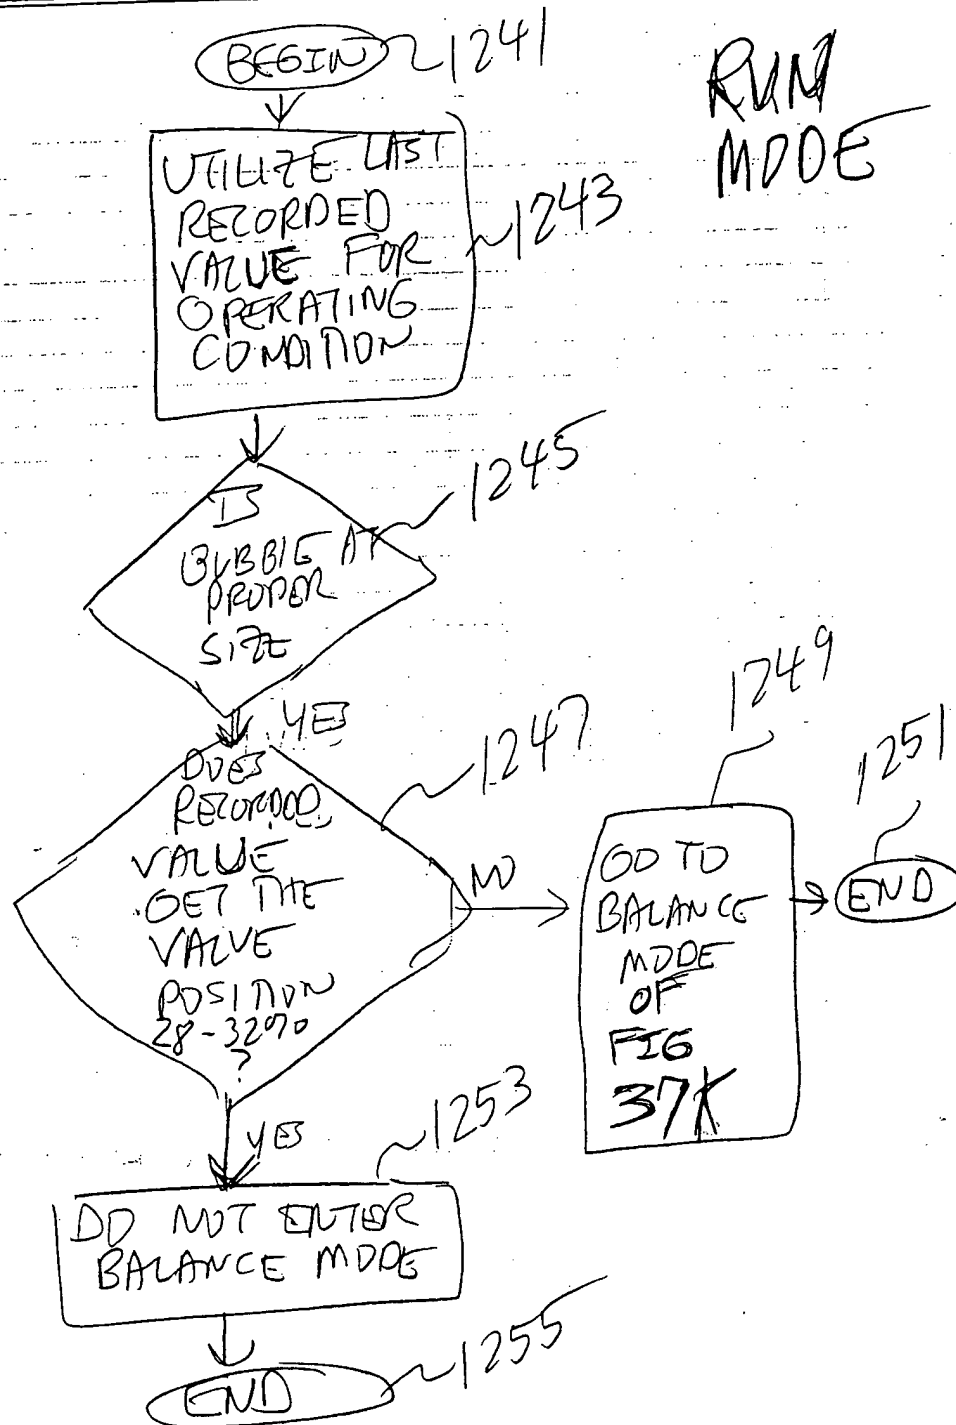 BEGIN 1241
RUN
MODE
UTILIZE LAST
RECORDED
VALUE FOR
OPERATING
CONDITION
1243
IS
BUBBLE AT
PROPER
SIZE
1245
YES
DOES
RECORDED
VALUE
GET THE
VALVE
POSITION
28-32%
?
1247
NO
1249
GO TO
BALANCE
MODE
OF
FIG
37K
1251
END
YES
1253
DO NOT ENTER
BALANCE MODE
END 1255